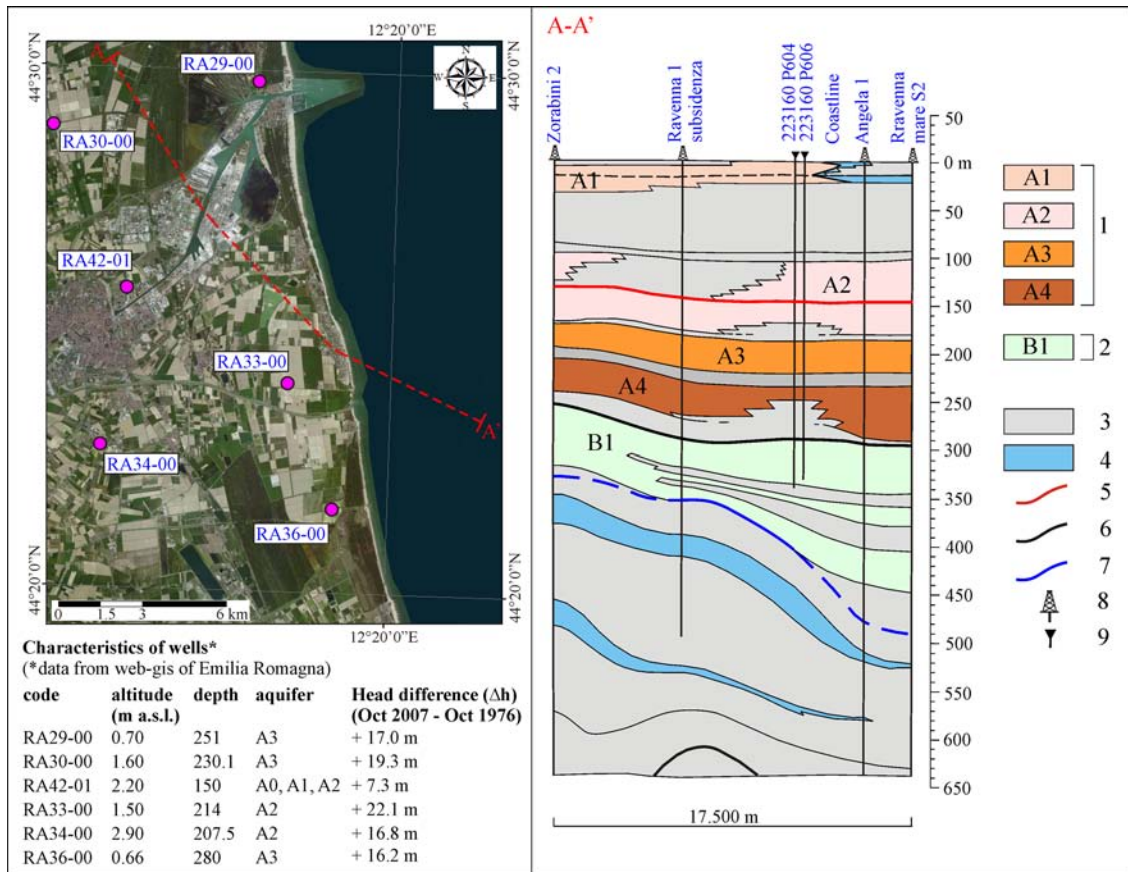 12°20'0"E
44°30'0"N
44°30'0"N
A
RA29-00
N
W
E
S
RA30-00
RA42-01
RA33-00
RA34-00
RA36-00
A'
44°20'0"N
44°20'0"N
0 1.5 3 6 km
12°20'0"E
Characteristics of wells*
(*data from web-gis of Emilia Romagna)
code altitude depth aquifer Head difference (Δh)
(m a.s.l.) (Oct 2007 - Oct 1976)
RA29-00 0.70 251 A3 + 17.0 m
RA30-00 1.60 230.1 A3 + 19.3 m
RA42-01 2.20 150 A0, A1, A2 + 7.3 m
RA33-00 1.50 214 A2 + 22.1 m
RA34-00 2.90 207.5 A2 + 16.8 m
RA36-00 0.66 280 A3 + 16.2 m
A-A'
Zorabini 2
Ravenna 1
subsidenza
223160 P604
223160 P606
Coastline
Angela 1
Rravenna
mare S2
50
0 m
50
100
150
200
250
300
350
400
450
500
550
600
650
A1
A2
A3
A4
B1
17.500 m
A1
A2
A3
A4
1
B1
2
3
4
5
6
7
8
9